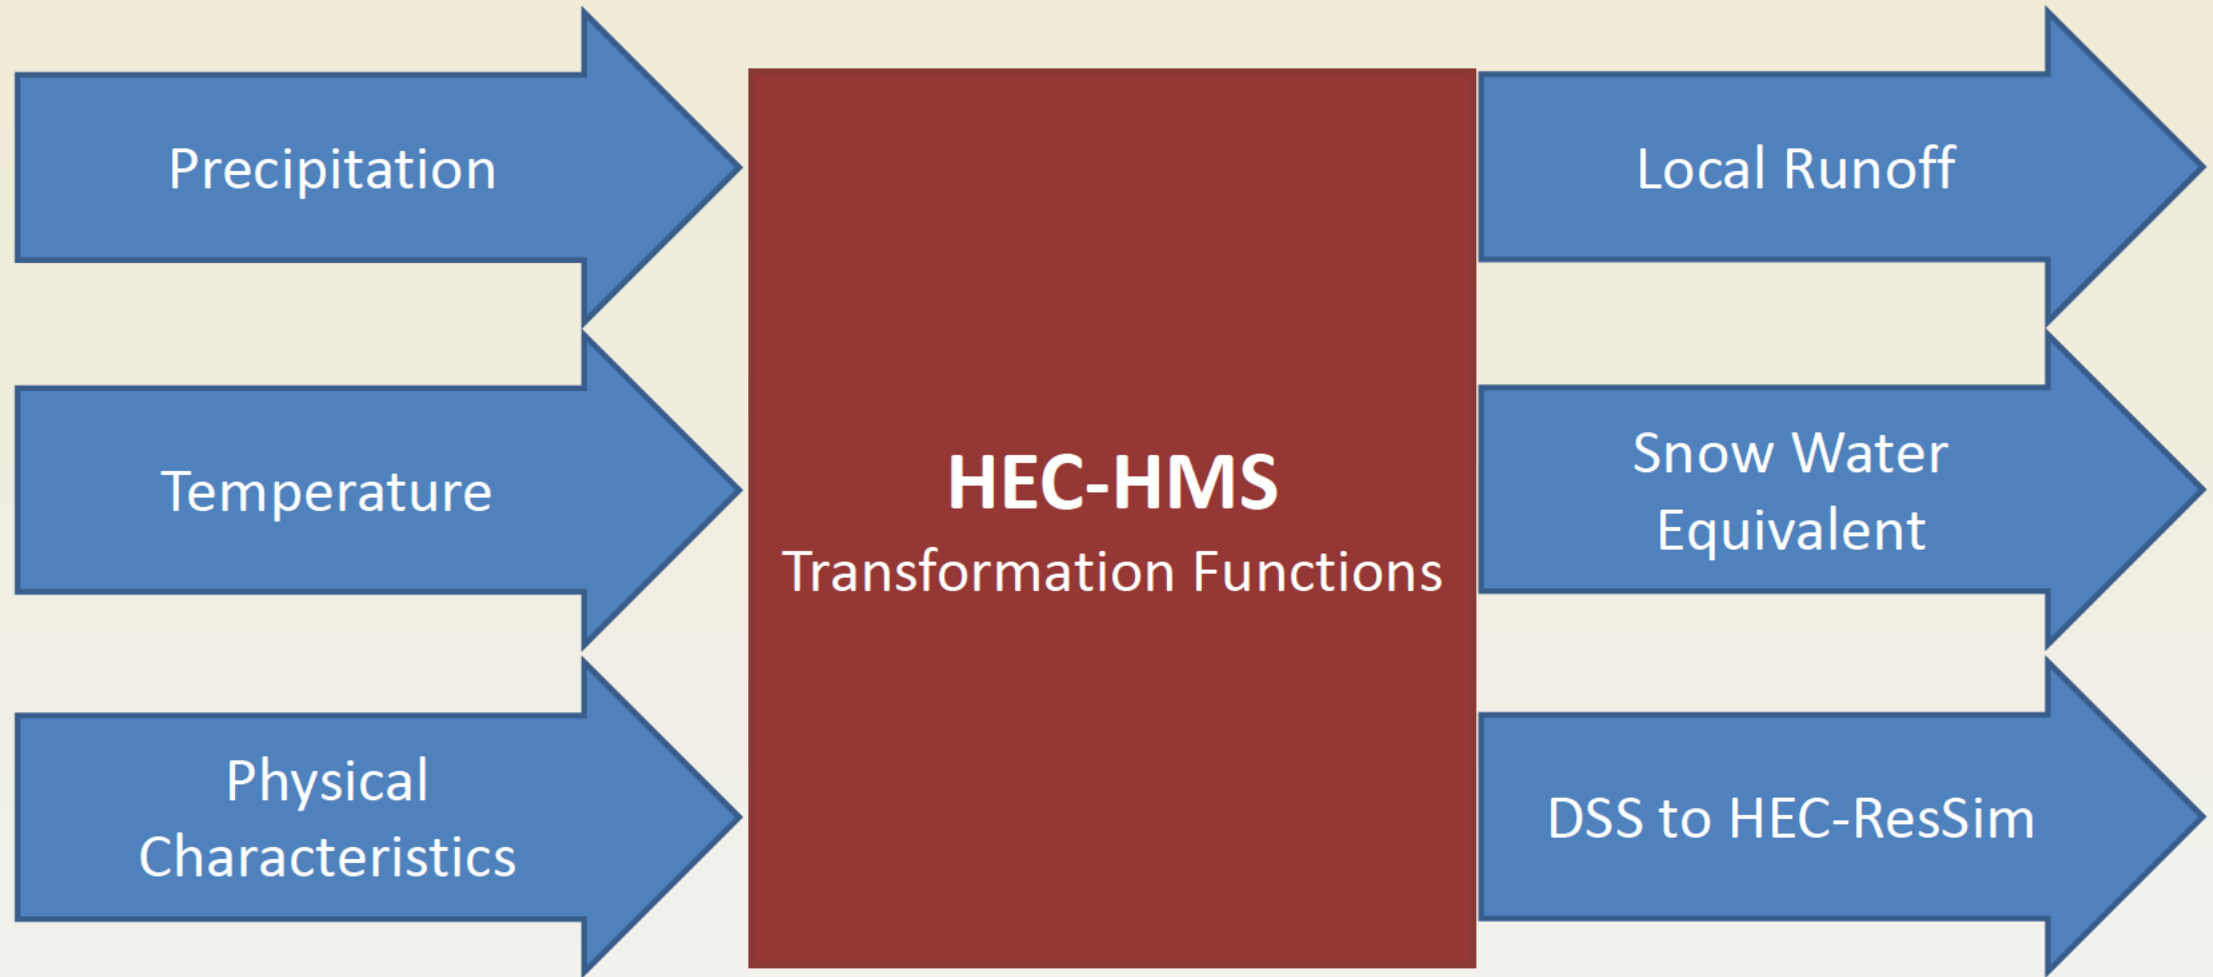 Precipitation
Temperature
Physical
Characteristics
HEC-HMS
Transformation Functions
Local Runoff
Snow Water
Equivalent
DSS to HEC-ResSim